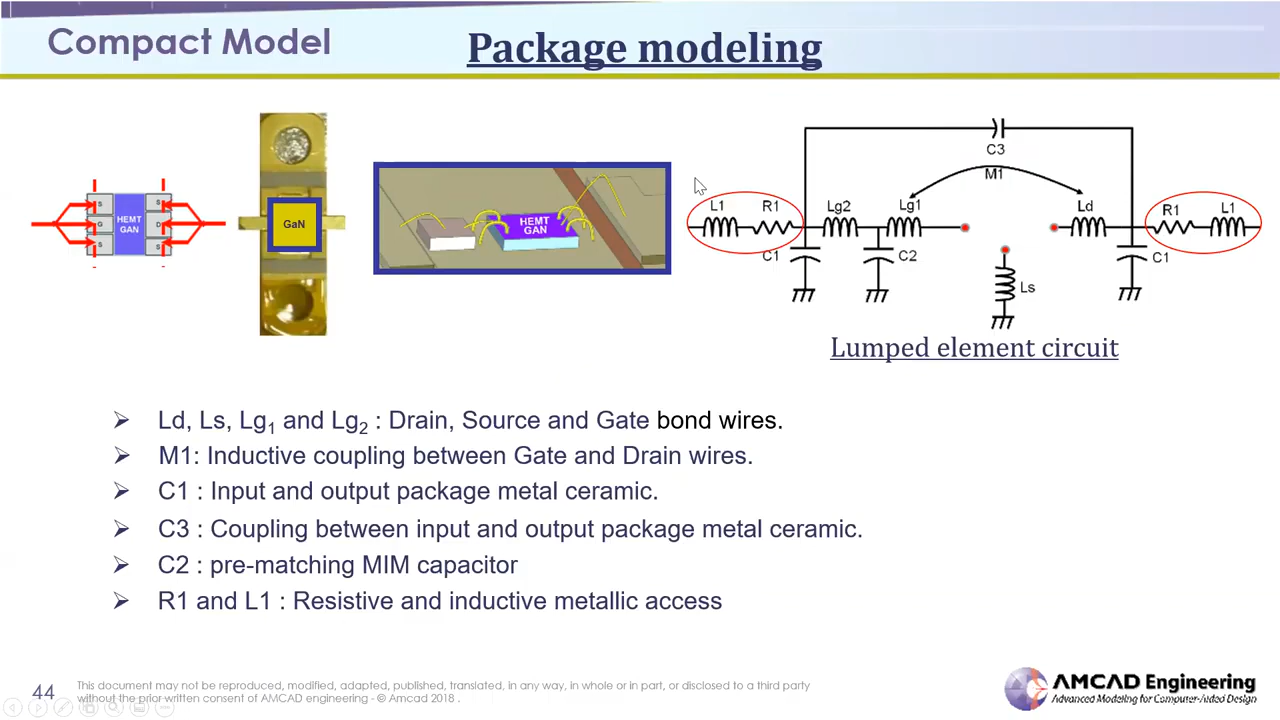 Compact Model
Package modeling
S
G
S
HEMT
GAN
S
D
S
GaN
HEMT
GAN
C3
M1
L1
R1
Lg2
Lg1
Ld
R1
L1
C1
C2
C1
Ls
Lumped element circuit
➢ Ld, Ls, Lg1 and Lg2 : Drain, Source and Gate bond wires.
➢ M1: Inductive coupling between Gate and Drain wires.
➢ C1 : Input and output package metal ceramic.
➢ C3 : Coupling between input and output package metal ceramic.
➢ C2 : pre-matching MIM capacitor
➢ R1 and L1 : Resistive and inductive metallic access
44
This document may not be reproduced, modified, adapted, published, translated, in any way, in whole or in part, or disclosed to a third party
without the prior written consent of AMCAD engineering - © Amcad 2018 .
AMCAD Engineering
Advanced Modeling for Computer-Aided Design